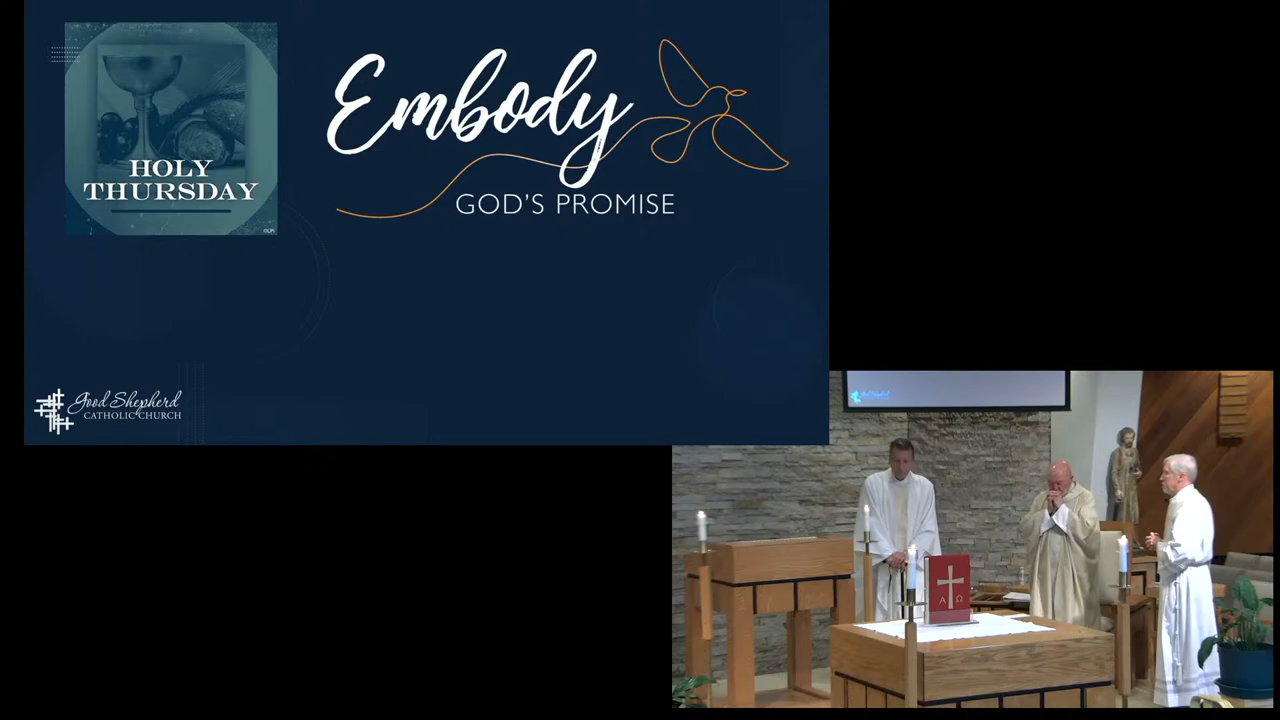 HOLY
THURSDAY
Embody
GOD'S PROMISE
Good Shepherd
CATHOLIC CHURCH
Α Ω